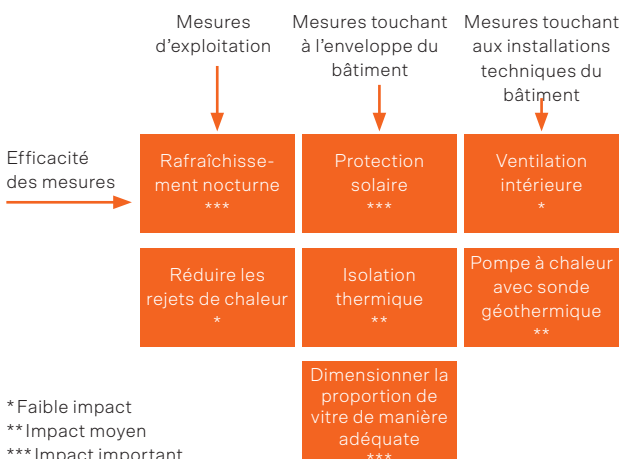 Mesures
d'exploitation
Mesures touchant
à l'enveloppe du
bâtiment
Mesures touchant
aux installations
techniques du
bâtiment
Efficacité
des mesures
Rafraîchisse-
ment nocturne
***
Protection
solaire
***
Ventilation
intérieure
*
Réduire les
rejets de chaleur
*
Isolation
thermique
**
Pompe à chaleur
avec sonde
géothermique
**
Dimensionner la
proportion de
vitre de manière
adéquate
***
* Faible impact
** Impact moyen
*** Impact important